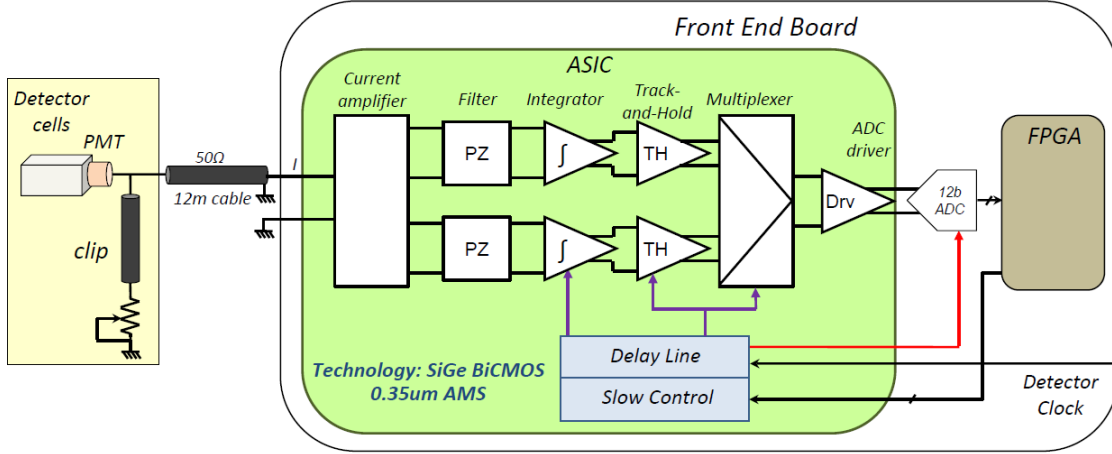 Front End Board
ASIC
Detector
cells
PMT
50Ω
12m cable
clip
I
Current
amplifier
Filter
Integrator
Track-
and-Hold
Multiplexer
ADC
driver
FPGA
PZ
∫
TH
PZ
∫
TH
Drv
12b
ADC
Delay Line
Slow Control
Technology: SiGe BiCMOS
0.35um AMS
Detector
Clock